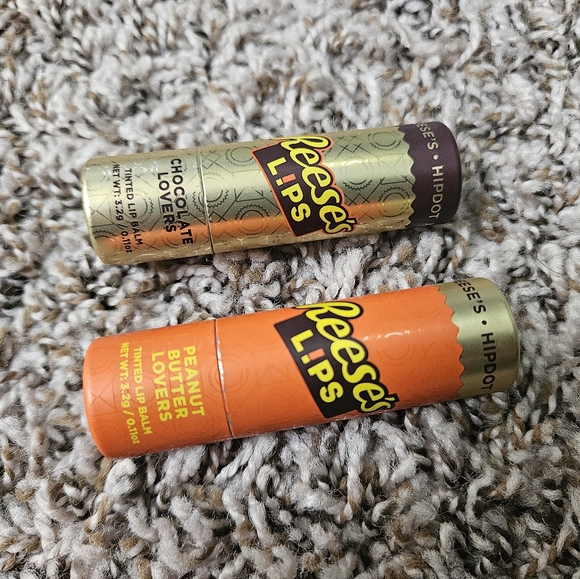 CHOCOLATE
LOVERS
TINTED LIP BALM
NET WT: 3.2g / 0.11oz
Reese's
LIPS
ESE'S • HIPDOT
PEANUT
BUTTER
LOVERS
TINTED LIP BALM
NET WT: 3.2g / 0.11oz
Reese's
LIPS
ESE'S • HIPDOT